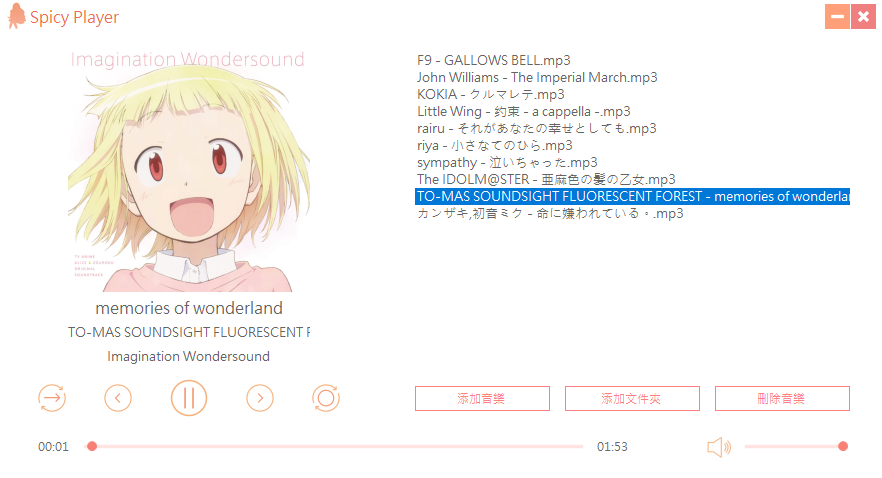 Spicy Player
Imagination Wondersound
TV ANIME
ALICE & ZOUROKU
ORIGINAL
SOUNDTRACK
memories of wonderland
TO-MAS SOUNDSIGHT FLUORESCENT F
Imagination Wondersound
F9 - GALLOWS BELL.mp3
John Williams - The Imperial March.mp3
KOKIA - クルマレテ.mp3
Little Wing - 約束 - a cappella -.mp3
rairu - それがあなたの幸せとしても.mp3
riya - 小さなてのひら.mp3
sympathy - 泣いちゃった.mp3
The IDOLM@STER - 亜麻色の髪の乙女.mp3
TO-MAS SOUNDSIGHT FLUORESCENT FOREST - memories of wonderlan
カンザキ,初音ミク - 命に嫌われている。.mp3
添加音樂
添加文件夾
刪除音樂
00:01
01:53